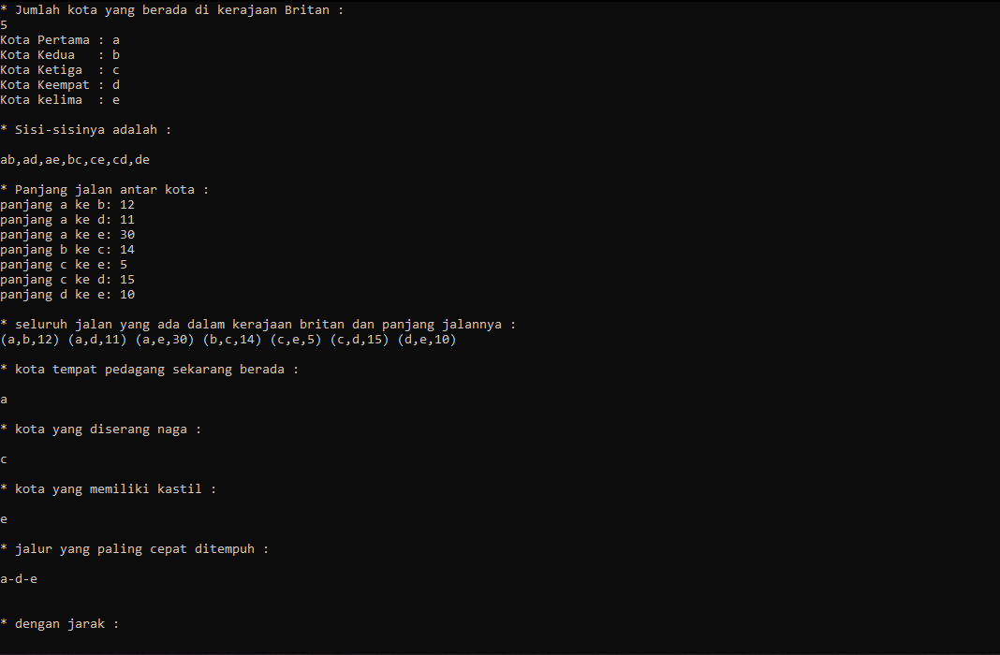 * Jumlah kota yang berada di kerajaan Britan :
5
Kota Pertama : a
Kota Kedua   : b
Kota Ketiga  : c
Kota Keempat : d
Kota kelima  : e
* Sisi-sisinya adalah :
ab,ad,ae,bc,ce,cd,de
* Panjang jalan antar kota :
panjang a ke b: 12
panjang a ke d: 11
panjang a ke e: 30
panjang b ke c: 14
panjang c ke e: 5
panjang c ke d: 15
panjang d ke e: 10
* seluruh jalan yang ada dalam kerajaan britan dan panjang jalannya :
(a,b,12) (a,d,11) (a,e,30) (b,c,14) (c,e,5) (c,d,15) (d,e,10)
* kota tempat pedagang sekarang berada :
a
* kota yang diserang naga :
c
* kota yang memiliki kastil :
e
* jalur yang paling cepat ditempuh :
a-d-e
* dengan jarak :